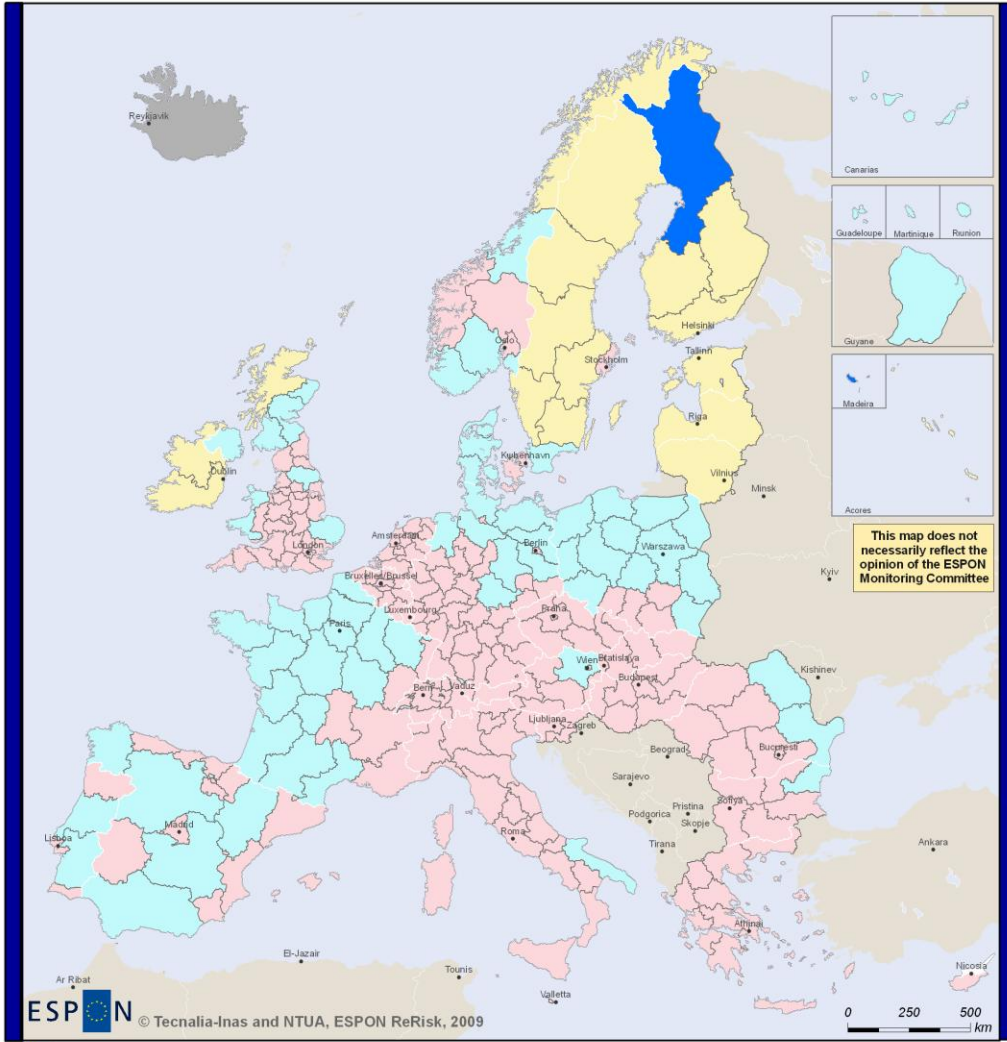 Reykjavik
Canarias
Guadeloupe
Martinique
Runion
Guyane
Helsinki
Oslo
Tallinn
Stockholm
Madeira
Riga
Dublin
København
Vilnius
Minsk
Acores
This map does not
necessarily reflect the
opinion of the ESPON
Monitoring Committee
London
Amsterdam
Berlin
Warszawa
Kyiv
Bruxelles/Brussel
Luxembourg
Praha
Paris
Wien
Bratislava
Kishinev
Bern
Vaduz
Budapest
Ljubljana
Zagreb
Beograd
Bucuresti
Sarajevo
Madrid
Lisboa
Roma
Podgorica
Pristina
Sofiya
Skopje
Tirana
Ankara
Athinai
El-Jazair
Tounis
Ar Ribat
Valletta
Nicosia
ESPON
© Tecnalia-Inas and NTUA, ESPON ReRisk, 2009
0 250 500
km